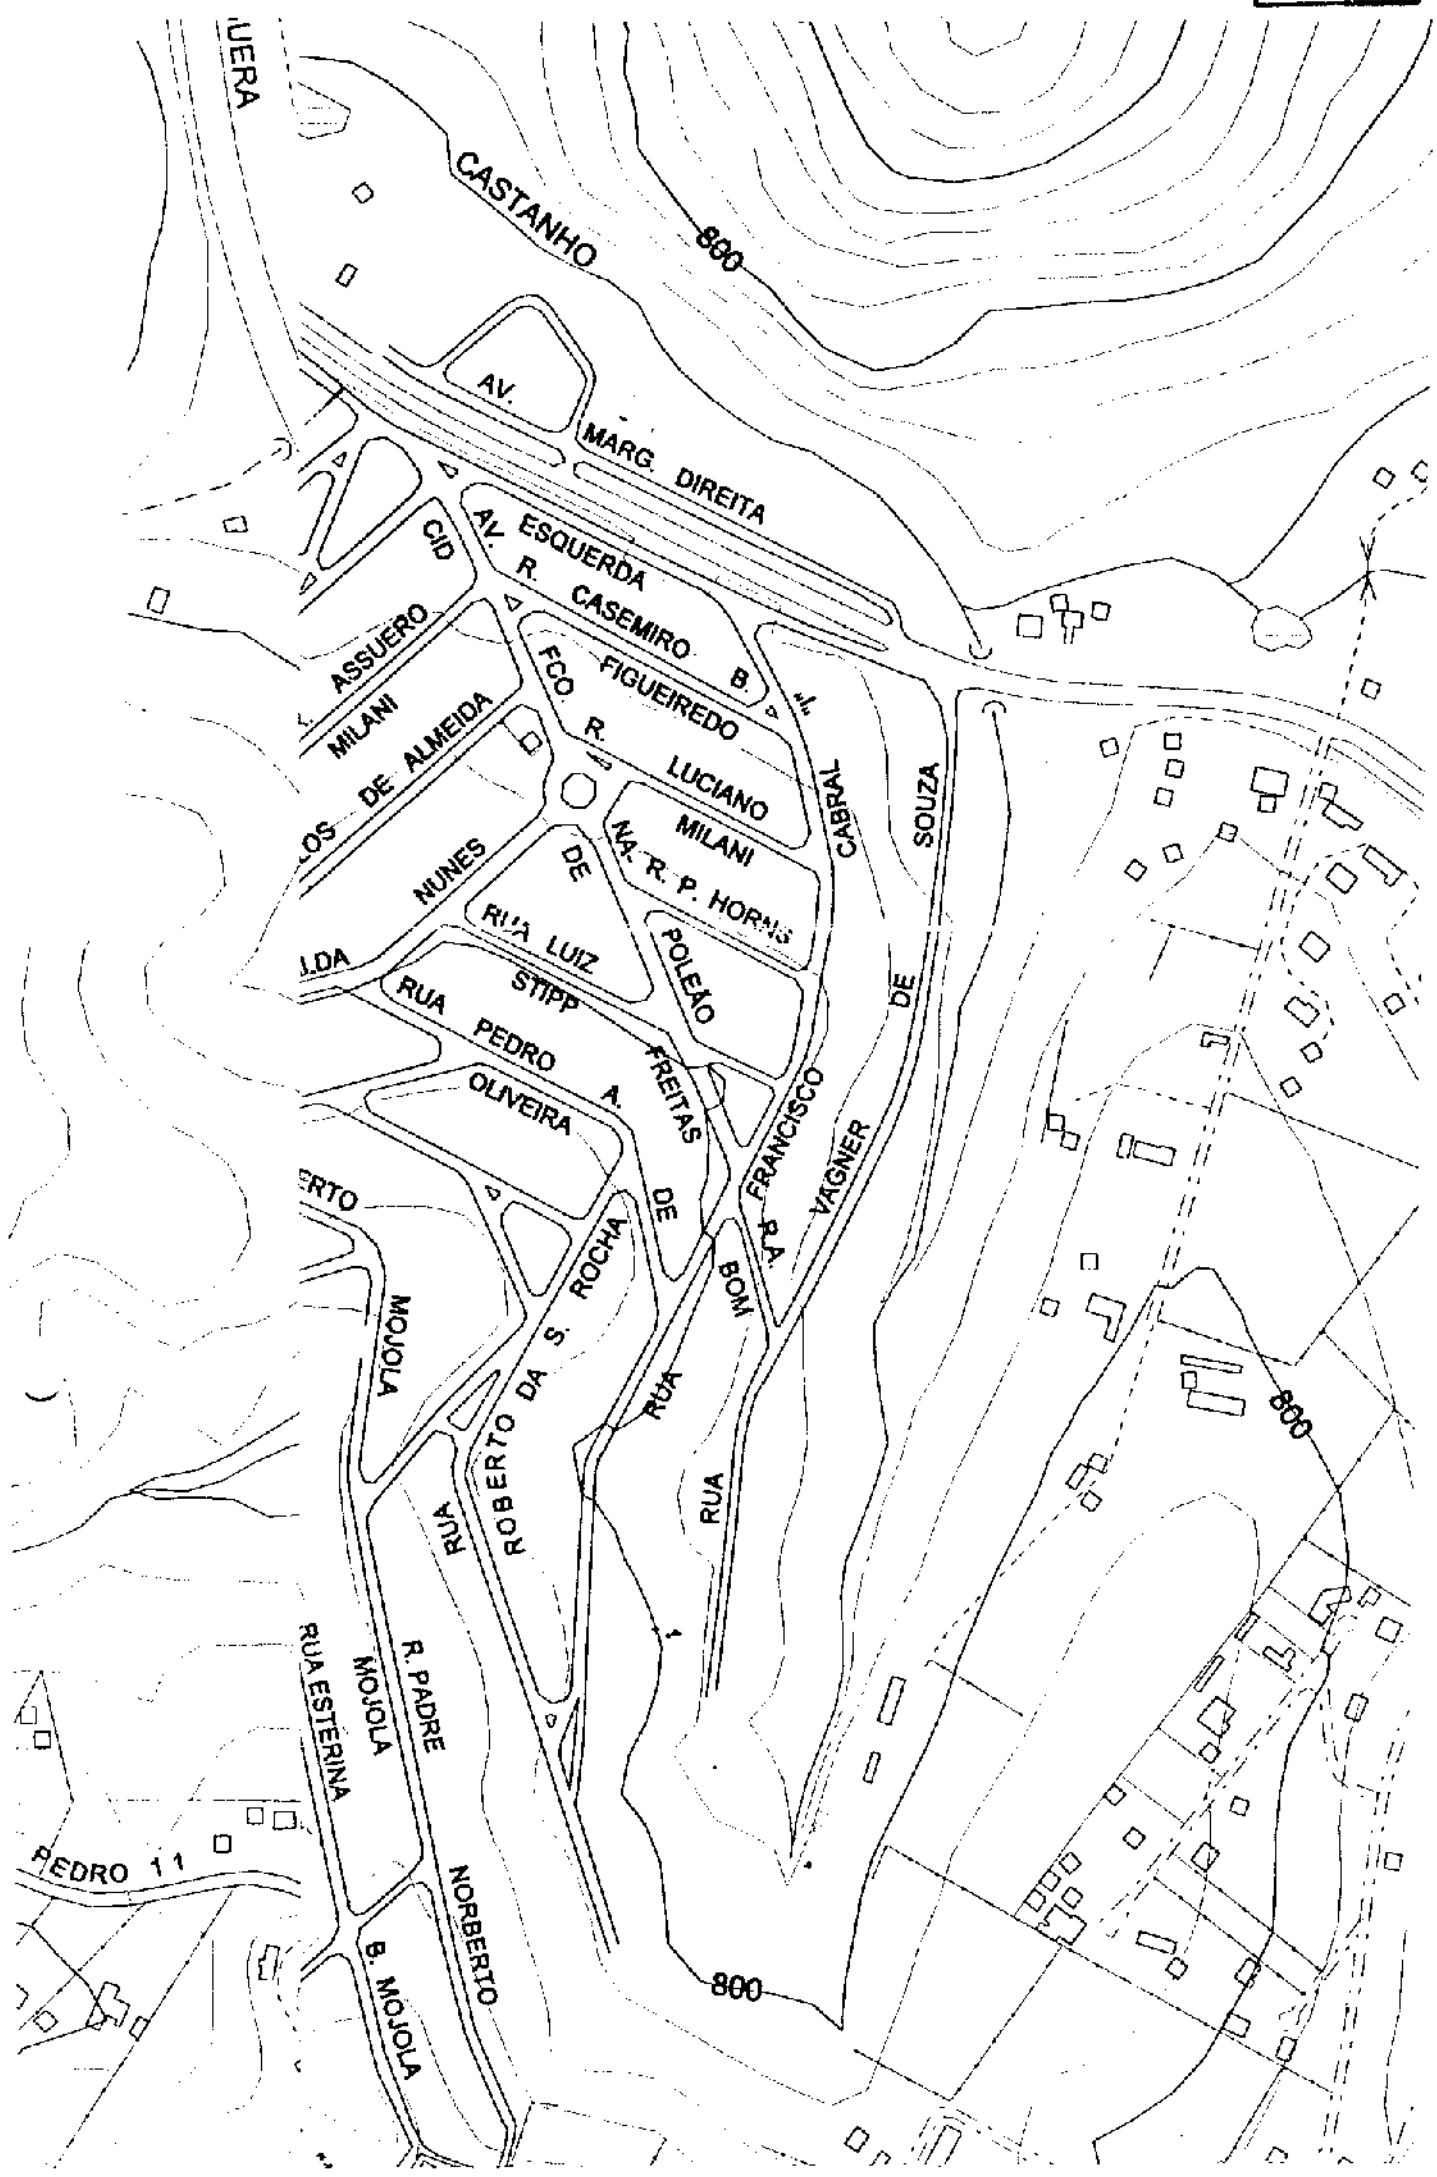 UERA
CASTANHO
800
AV. MARG. DIREITA
AV. ESQUERDA
CID
R. CASEMIRO B.
FIGUEIREDO
ASSUERO
MILANI
FCO.
R. LUCIANO
MILANI
DE ALMEIDA
LOS
CABRAL
SOUZA
NA. R. P. HORNS
NUNES
DE
RUA LUIZ
STIPP
POLEÃO
LDA
DE
RUA PEDRO A.
OLIVEIRA
FREITAS
FRANCISCO
VAGNER
ERTO
DE
R.A.
ROCHA
BOM
MOJOLA
DA S.
RUA
800
ROBERTO
RUA
RUA
RUA ESTERINA
MOJOLA
R. PADRE
PEDRO 11
NORBERTO
B. MOJOLA
800